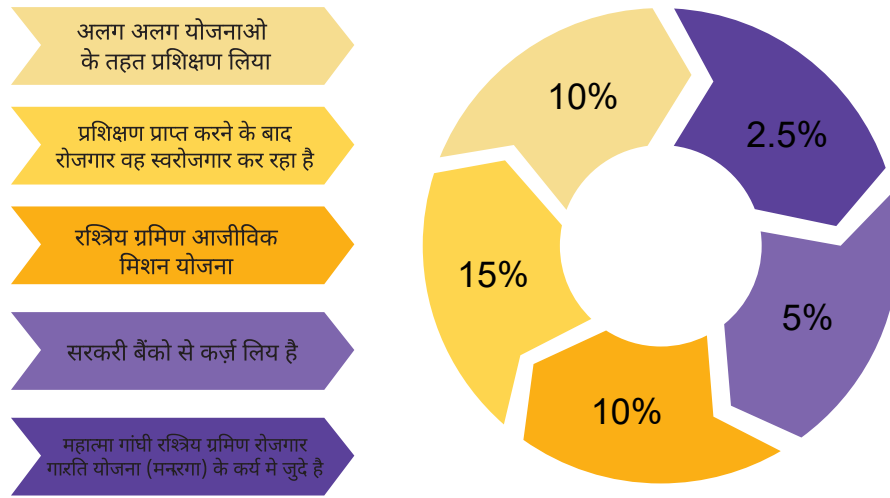 अलग अलग योजनाओ
के तहत प्रशिक्षण लिया
प्रशिक्षण प्राप्त करने के बाद
रोजगार वह स्वरोजगार कर रहा है
रश्त्रिय ग्रमिण आजीविक
मिशन योजना
सरकरी बैंको से कर्ज़ लिय है
महात्मा गांघी रश्त्रिय ग्रमिण रोजगार
गारति योजना (मनरगा) के कर्य मे जुदे है
10%
2.5%
15%
5%
10%